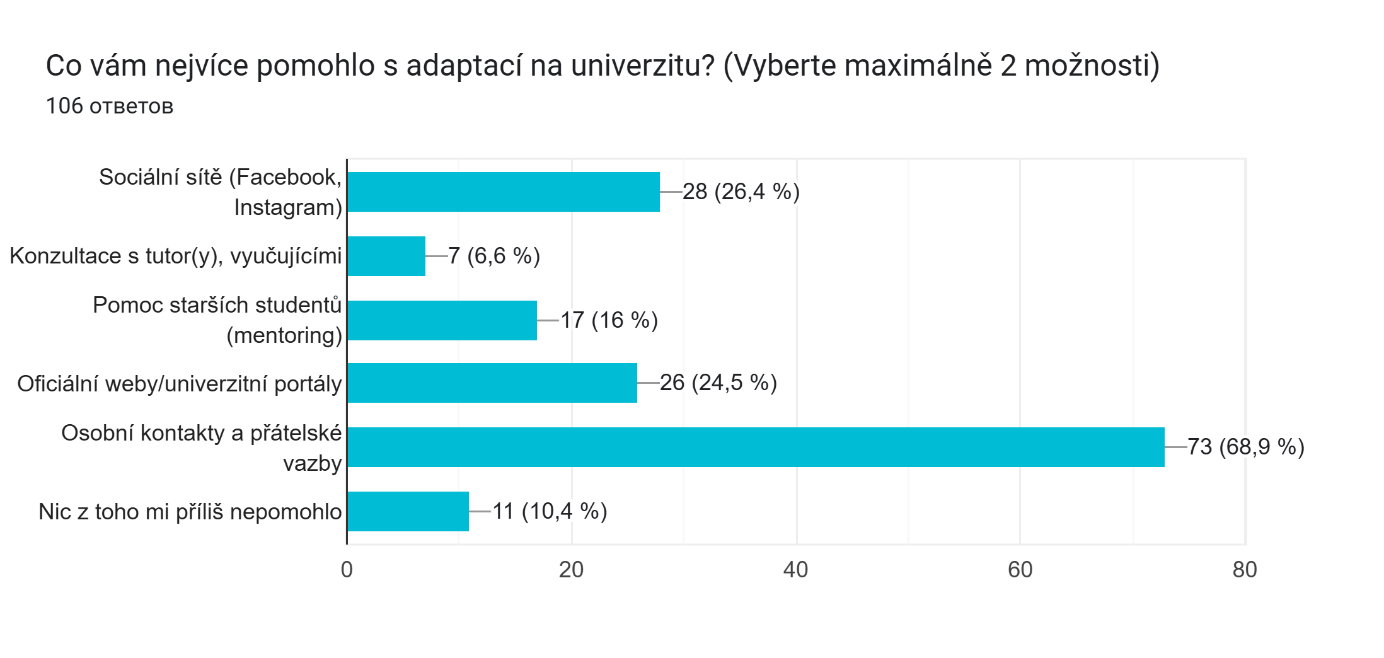 Co vám nejvíce pomohlo s adaptací na univerzitu? (Vyberte maximálně 2 možnosti)
106 ответов
Sociální sítě (Facebook,
Instagram)
28 (26,4 %)
Konzultace s tutor(y), vyučujícími
7 (6,6 %)
Pomoc starších studentů
(mentoring)
17 (16 %)
Oficiální weby/univerzitní portály
26 (24,5 %)
Osobní kontakty a přátelské
vazby
73 (68,9 %)
Nic z toho mi příliš nepomohlo
11 (10,4 %)
0 20 40 60 80